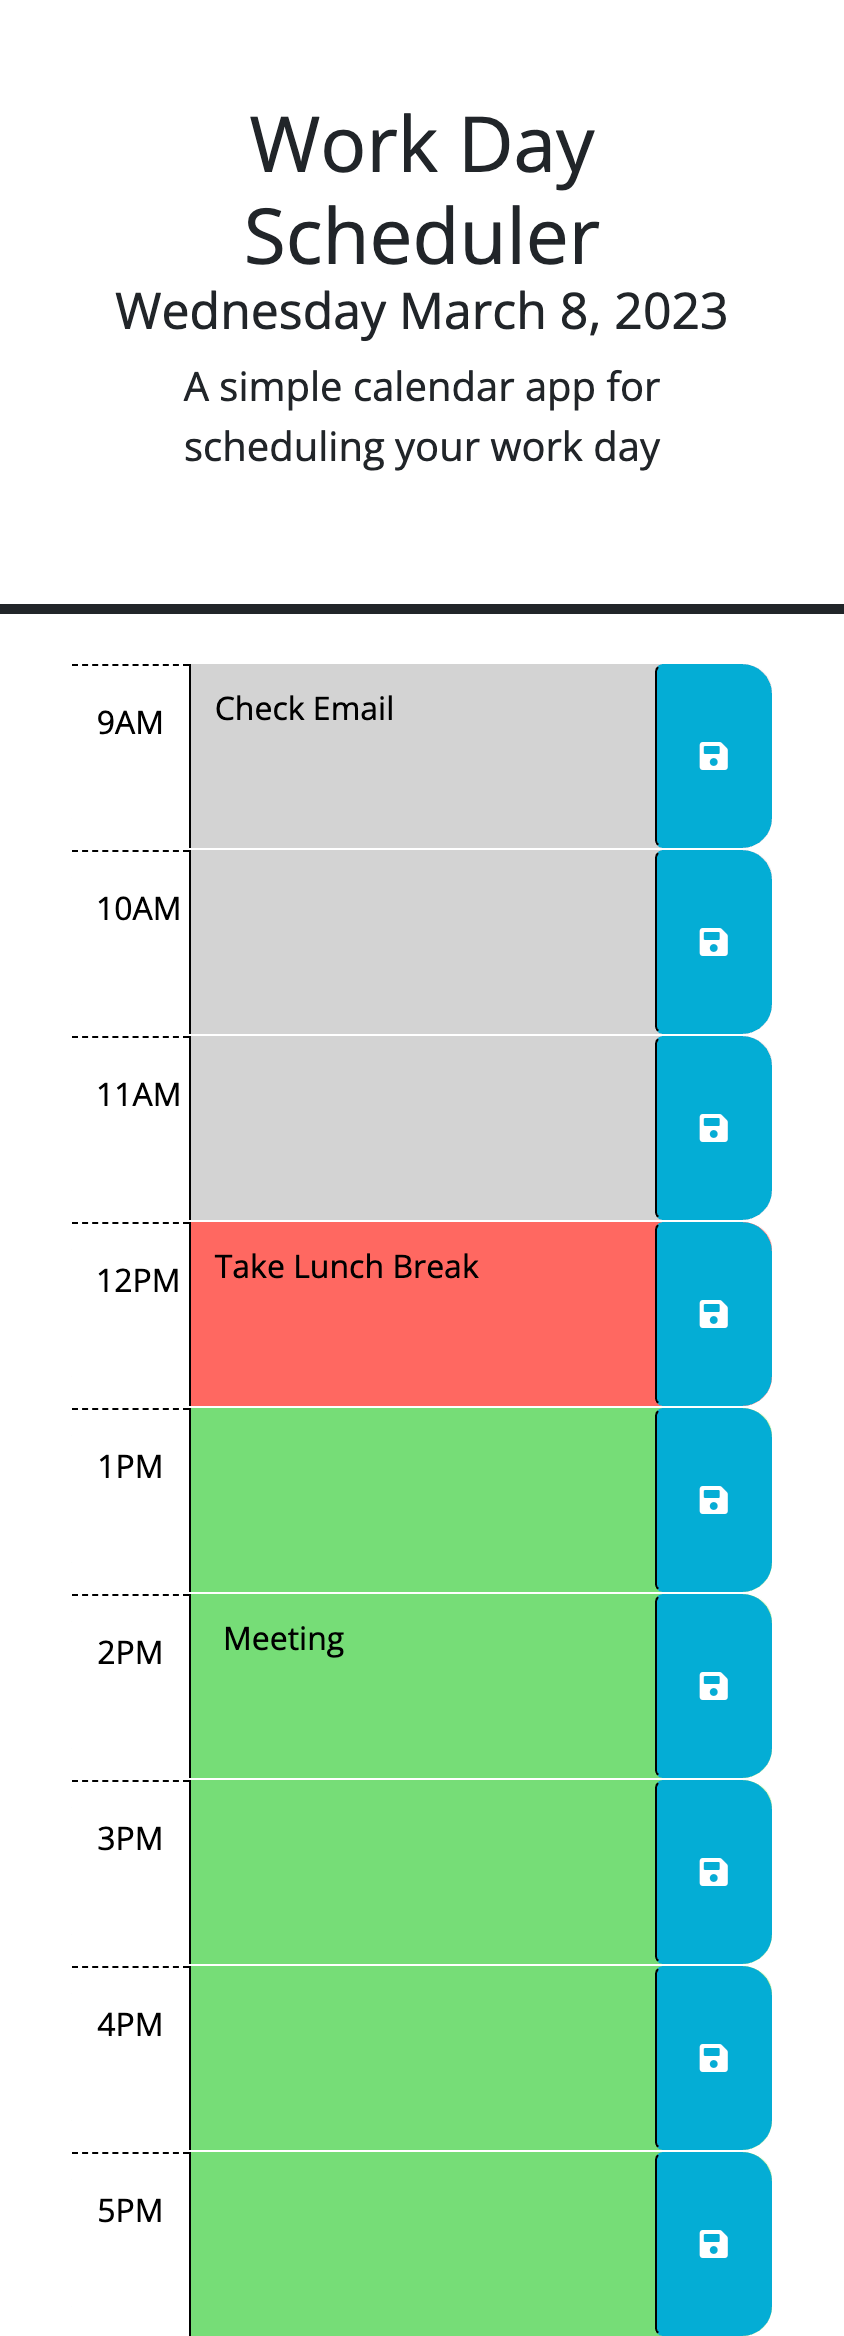 Work Day
Scheduler
Wednesday March 8, 2023
A simple calendar app for
scheduling your work day
9AM Check Email
10AM
11AM
12PM Take Lunch Break
1PM
2PM Meeting
3PM
4PM
5PM